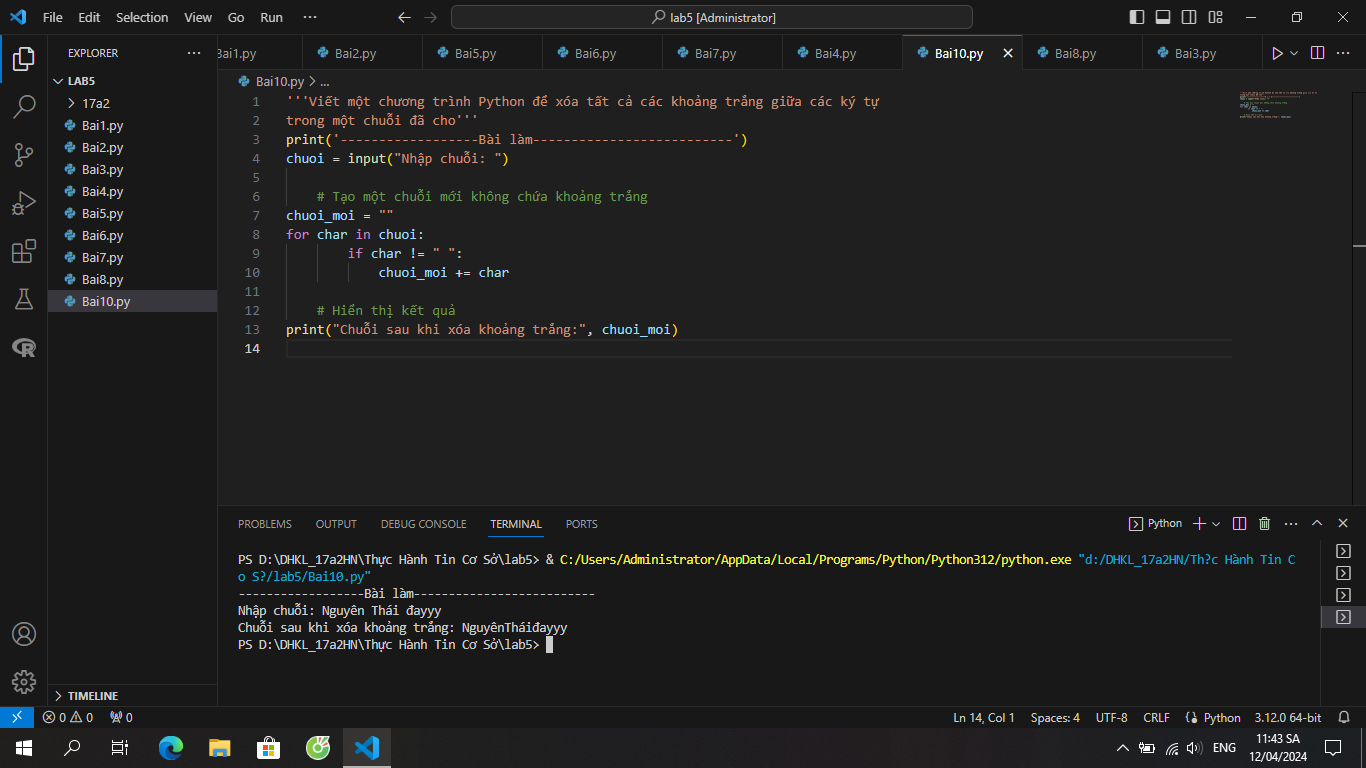 File Edit Selection View Go Run ··· lab5 [Administrator]
EXPLORER ···
Bai1.py Bai2.py Bai5.py Bai6.py Bai7.py Bai4.py Bai10.py Bai8.py Bai3.py
LAB5
17a2
Bai1.py
Bai2.py
Bai3.py
Bai4.py
Bai5.py
Bai6.py
Bai7.py
Bai8.py
Bai10.py
TIMELINE
Bai10.py > ...
1 '''Viết một chương trình Python để xóa tất cả các khoảng trắng giữa các ký tự
2 trong một chuỗi đã cho'''
3 print('------------------Bài làm--------------------------')
4 chuoi = input("Nhập chuỗi: ")
5
6 # Tạo một chuỗi mới không chứa khoảng trắng
7 chuoi_moi = ""
8 for char in chuoi:
9 if char != " ":
10 chuoi_moi += char
11
12 # Hiển thị kết quả
13 print("Chuỗi sau khi xóa khoảng trắng:", chuoi_moi)
14
PROBLEMS OUTPUT DEBUG CONSOLE TERMINAL PORTS Python
PS D:\DHKL_17a2HN\Thực Hành Tin Cơ Sở\lab5> & C:/Users/Administrator/AppData/Local/Programs/Python/Python312/python.exe "d:/DHKL_17a2HN/Th?c Hành Tin C
o S?/lab5/Bai10.py"
------------------Bài làm--------------------------
Nhập chuỗi: Nguyên Thái đayyy
Chuỗi sau khi xóa khoảng trắng: NguyênTháiđayyy
PS D:\DHKL_17a2HN\Thực Hành Tin Cơ Sở\lab5>
0 0 0 Ln 14, Col 1 Spaces: 4 UTF-8 CRLF Python 3.12.0 64-bit
ENG 11:43 SA
12/04/2024